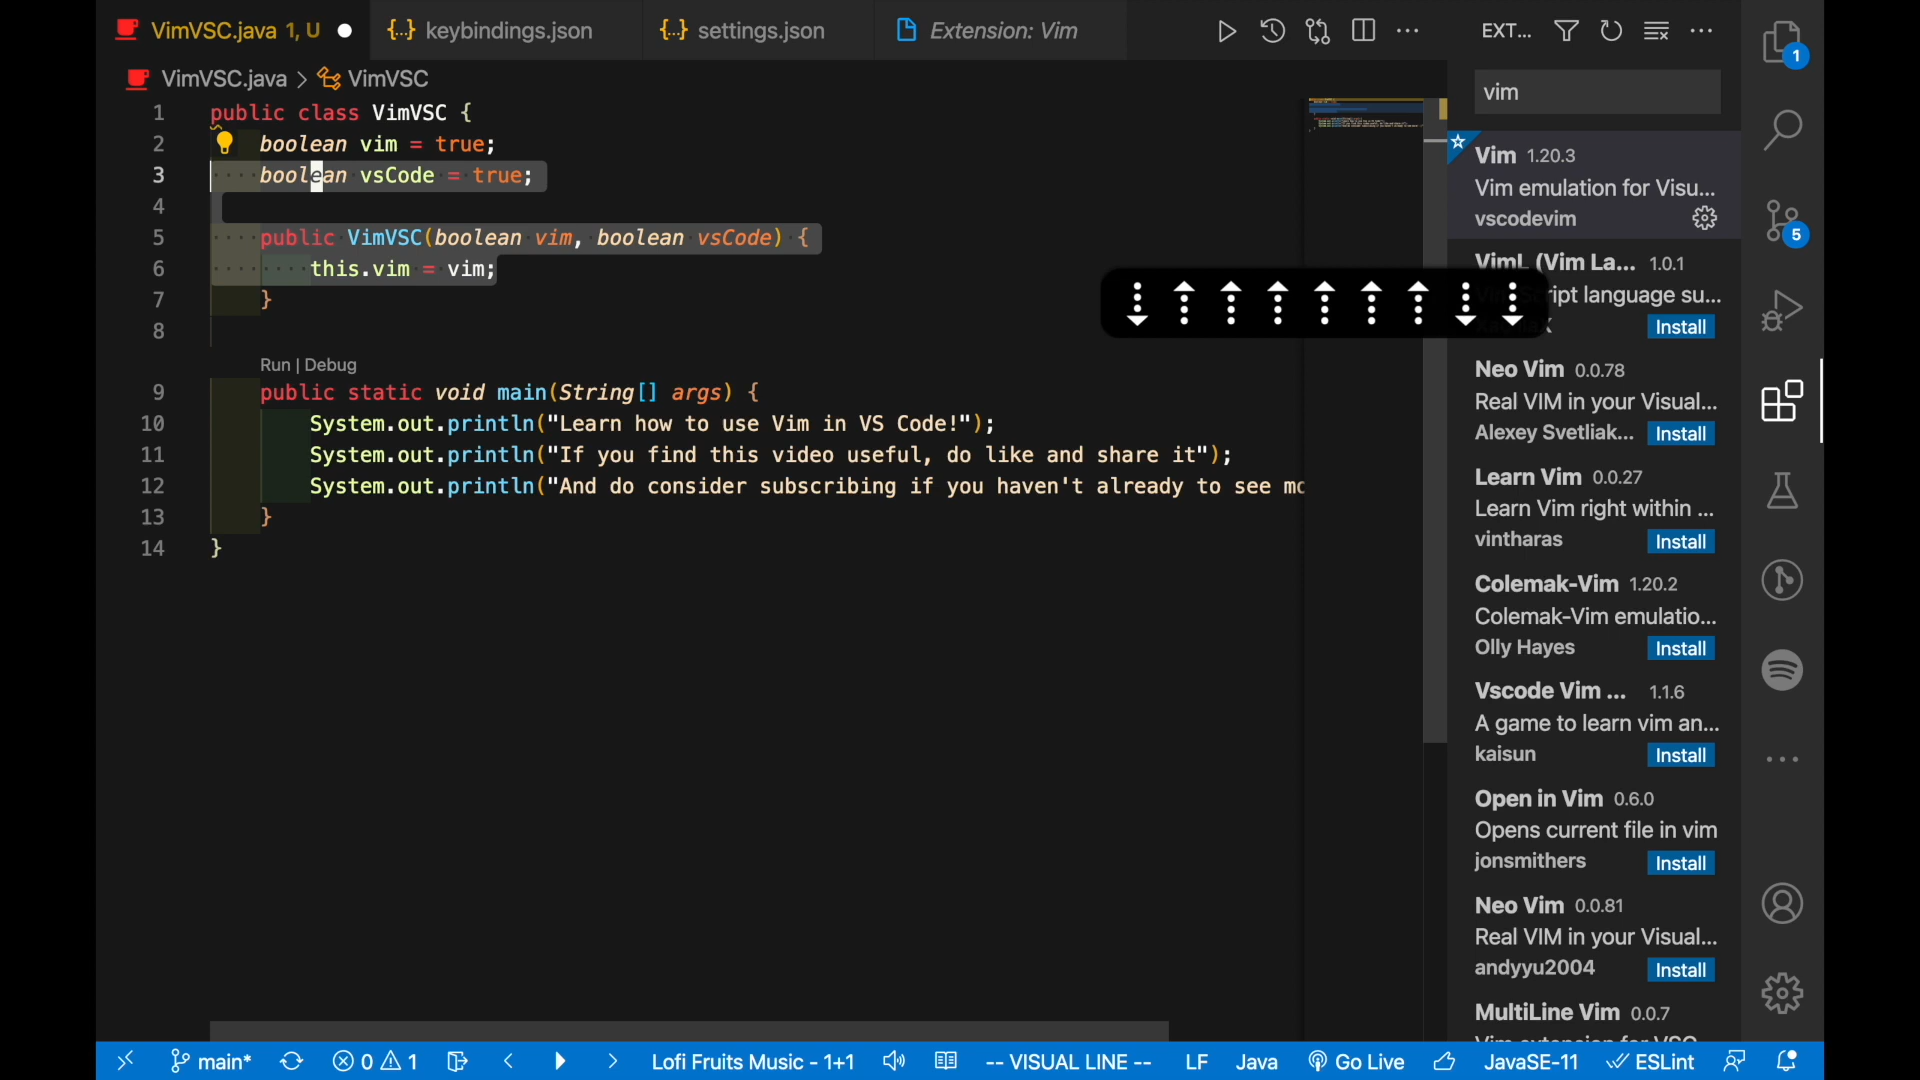 VimVSC.java 1, U keybindings.json settings.json Extension: Vim EXT...
VimVSC.java > VimVSC
vim
1 public class VimVSC {
2 boolean vim = true;
3 boolean vsCode = true;
4
5 public VimVSC(boolean vim, boolean vsCode) {
6 this.vim = vim;
7 }
8
Run | Debug
9 public static void main(String[] args) {
10 System.out.println("Learn how to use Vim in VS Code!");
11 System.out.println("If you find this video useful, do like and share it");
12 System.out.println("And do consider subscribing if you haven't already to see mo
13 }
14 }
1
5
Vim 1.20.3
Vim emulation for Visu...
vscodevim
VimL (Vim La... 1.0.1
ipt language su...
Install
Neo Vim 0.0.78
Real VIM in your Visual...
Alexey Svetliak... Install
Learn Vim 0.0.27
Learn Vim right within ...
vintharas Install
Colemak-Vim 1.20.2
Colemak-Vim emulatio...
Olly Hayes Install
Vscode Vim ... 1.1.6
A game to learn vim an...
kaisun Install
Open in Vim 0.6.0
Opens current file in vim
jonsmithers Install
Neo Vim 0.0.81
Real VIM in your Visual...
andyyu2004 Install
MultiLine Vim 0.0.7
Vim extension for VSC
main* 0 1 Lofi Fruits Music - 1+1 -- VISUAL LINE -- LF Java Go Live JavaSE-11 ESLint